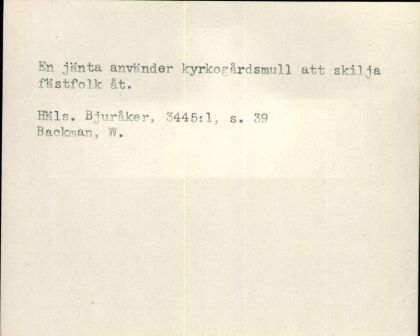 En jänta använder kyrkogårdsmull att skilja
fästfolk åt.
Häls. Bjuråker, 3445:1, s. 39
Backman, W.